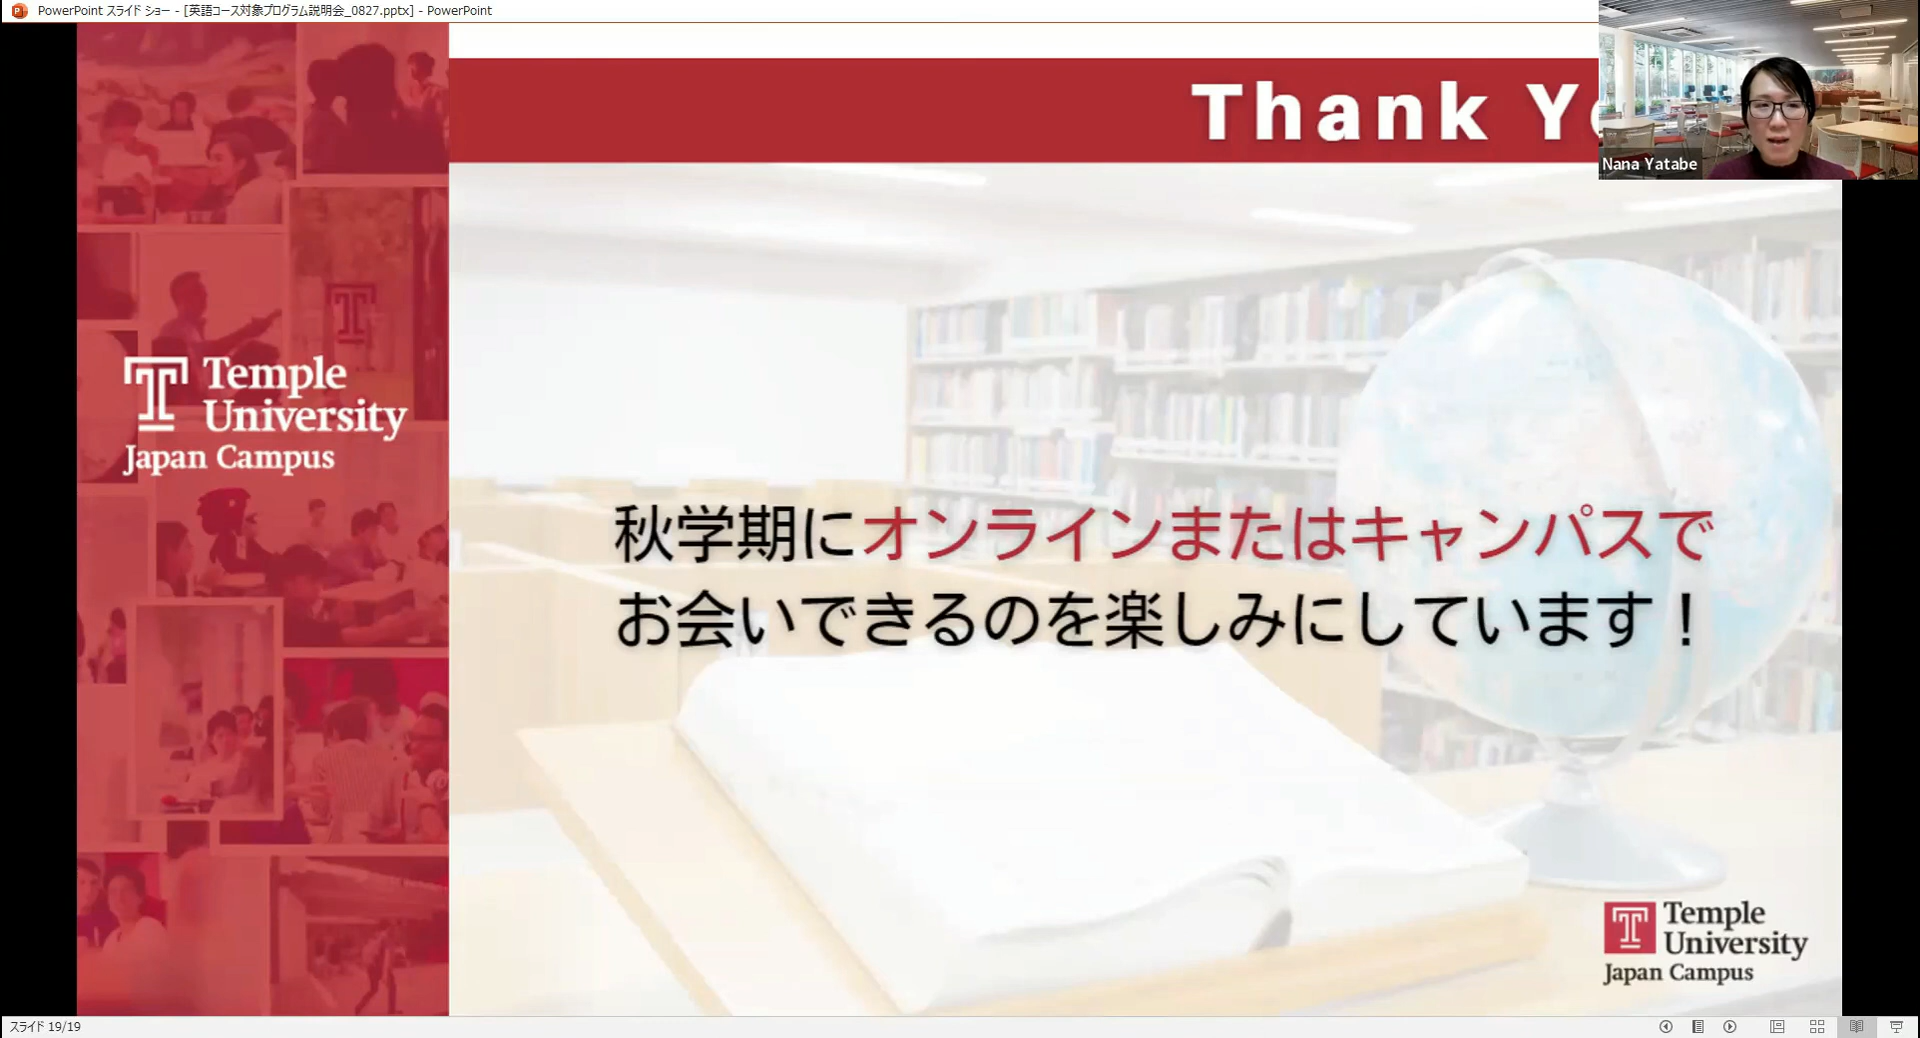 PowerPoint スライド ショー - [英語コース対象プログラム説明会_0827.pptx] - PowerPoint
Thank Yo
Nana Yatabe
Temple
University
Japan Campus
秋学期にオンラインまたはキャンパスで
お会いできるのを楽しみにしています！
Temple
University
Japan Campus
スライド 19/19